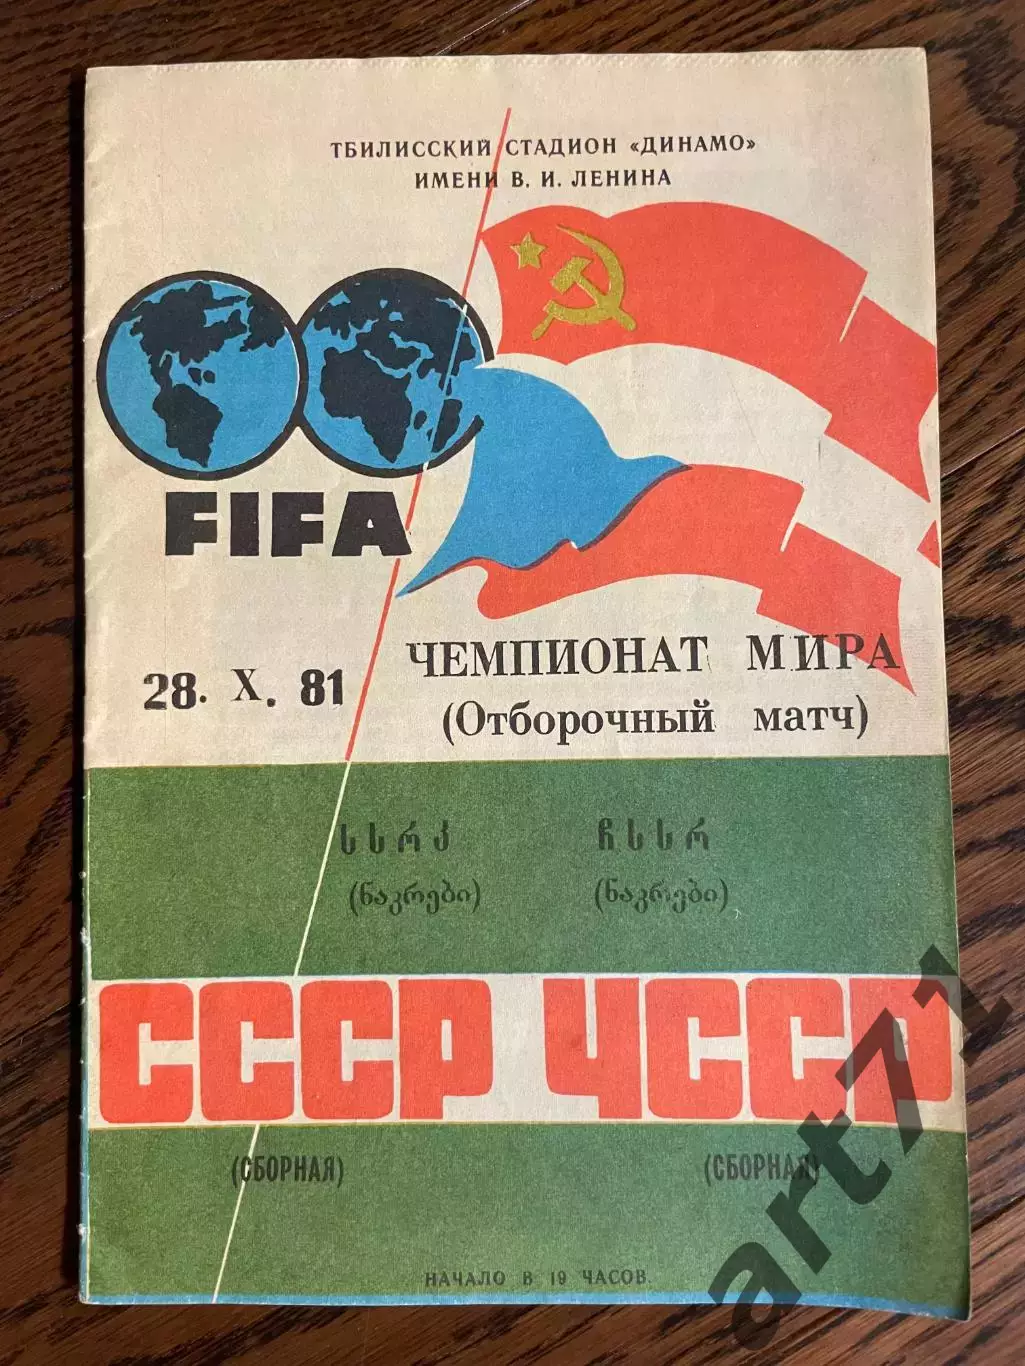 ТБИЛИССКИЙ СТАДИОН «ДИНАМО»
ИМЕНИ В. И. ЛЕНИНА
FIFA
28. X. 81
ЧЕМПИОНАТ МИРА
(Отборочный матч)
სსრკ ჩსსრ
(ნაკრები) (ნაკრები)
СССР ЧССР
(СБОРНАЯ) (СБОРНАЯ)
НАЧАЛО В 19 ЧАСОВ.
art71